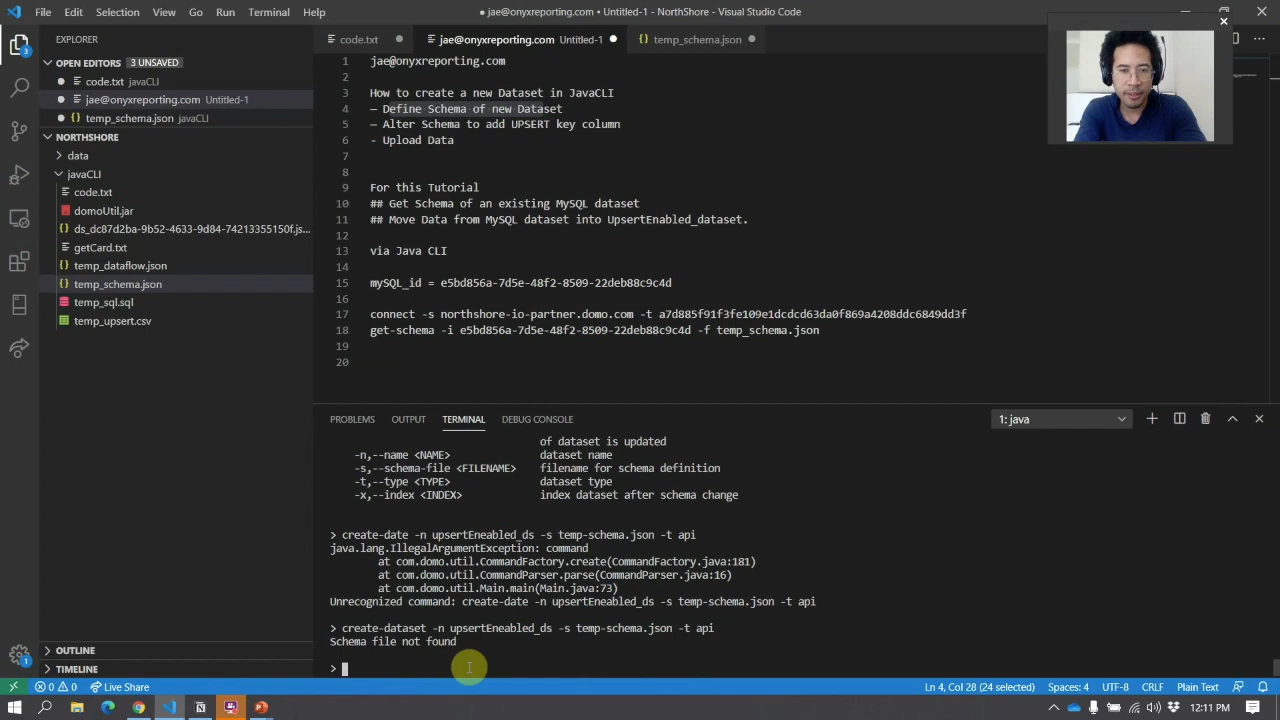 File Edit Selection View Go Run Terminal Help
● jae@onyxreporting.com • Untitled-1 - NorthShore - Visual Studio Code
EXPLORER
code.txt
jae@onyxreporting.com Untitled-1
temp_schema.json
OPEN EDITORS 3 UNSAVED
code.txt javaCLI
jae@onyxreporting.com Untitled-1
temp_schema.json javaCLI
NORTHSHORE
data
javaCLI
code.txt
domoUtil.jar
ds_dc87d2ba-9b52-4633-9d84-74213355150f.js...
getCard.txt
temp_dataflow.json
temp_schema.json
temp_sql.sql
temp_upsert.csv
OUTLINE
TIMELINE
3
1
1 jae@onyxreporting.com
2
3 How to create a new Dataset in JavaCLI
4 — Define Schema of new Dataset
5 — Alter Schema to add UPSERT key column
6 - Upload Data
7
8
9 For this Tutorial
10 ## Get Schema of an existing MySQL dataset
11 ## Move Data from MySQL dataset into UpsertEnabled_dataset.
12
13 via Java CLI
14
15 mySQL_id = e5bd856a-7d5e-48f2-8509-22deb88c9c4d
16
17 connect -s northshore-io-partner.domo.com -t a7d885f91f3fe109e1dcdcd63da0f869a4208ddc6849dd3f
18 get-schema -i e5bd856a-7d5e-48f2-8509-22deb88c9c4d -f temp_schema.json
19
20
PROBLEMS OUTPUT TERMINAL DEBUG CONSOLE
1: java
of dataset is updated
-n,--name <NAME> dataset name
-s,--schema-file <FILENAME> filename for schema definition
-t,--type <TYPE> dataset type
-x,--index <INDEX> index dataset after schema change
> create-date -n upsertEneabled_ds -s temp-schema.json -t api
java.lang.IllegalArgumentException: command
at com.domo.util.CommandFactory.create(CommandFactory.java:181)
at com.domo.util.CommandParser.parse(CommandParser.java:16)
at com.domo.util.Main.main(Main.java:73)
Unrecognized command: create-date -n upsertEneabled_ds -s temp-schema.json -t api
> create-dataset -n upsertEneabled_ds -s temp-schema.json -t api
Schema file not found
>
0 0 Live Share
Ln 4, Col 28 (24 selected) Spaces: 4 UTF-8 CRLF Plain Text
12:11 PM